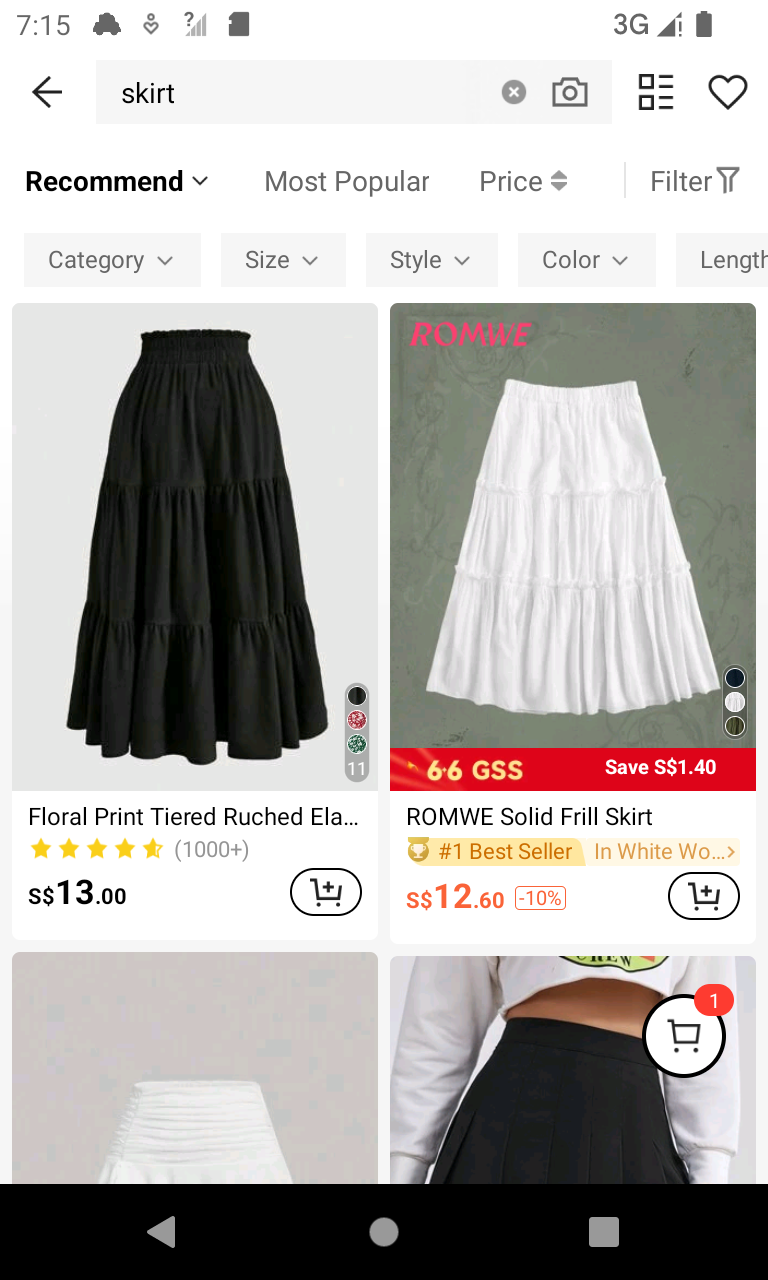 7:15
3G
skirt
Recommend
Most Popular
Price
Filter
Category
Size
Style
Color
Length
ROMWE
11
6·6 GSS
Save S$1.40
Floral Print Tiered Ruched Ela...
(1000+)
S$13.00
ROMWE Solid Frill Skirt
#1 Best Seller
In White Wo...>
S$12.60
-10%
CREW
1